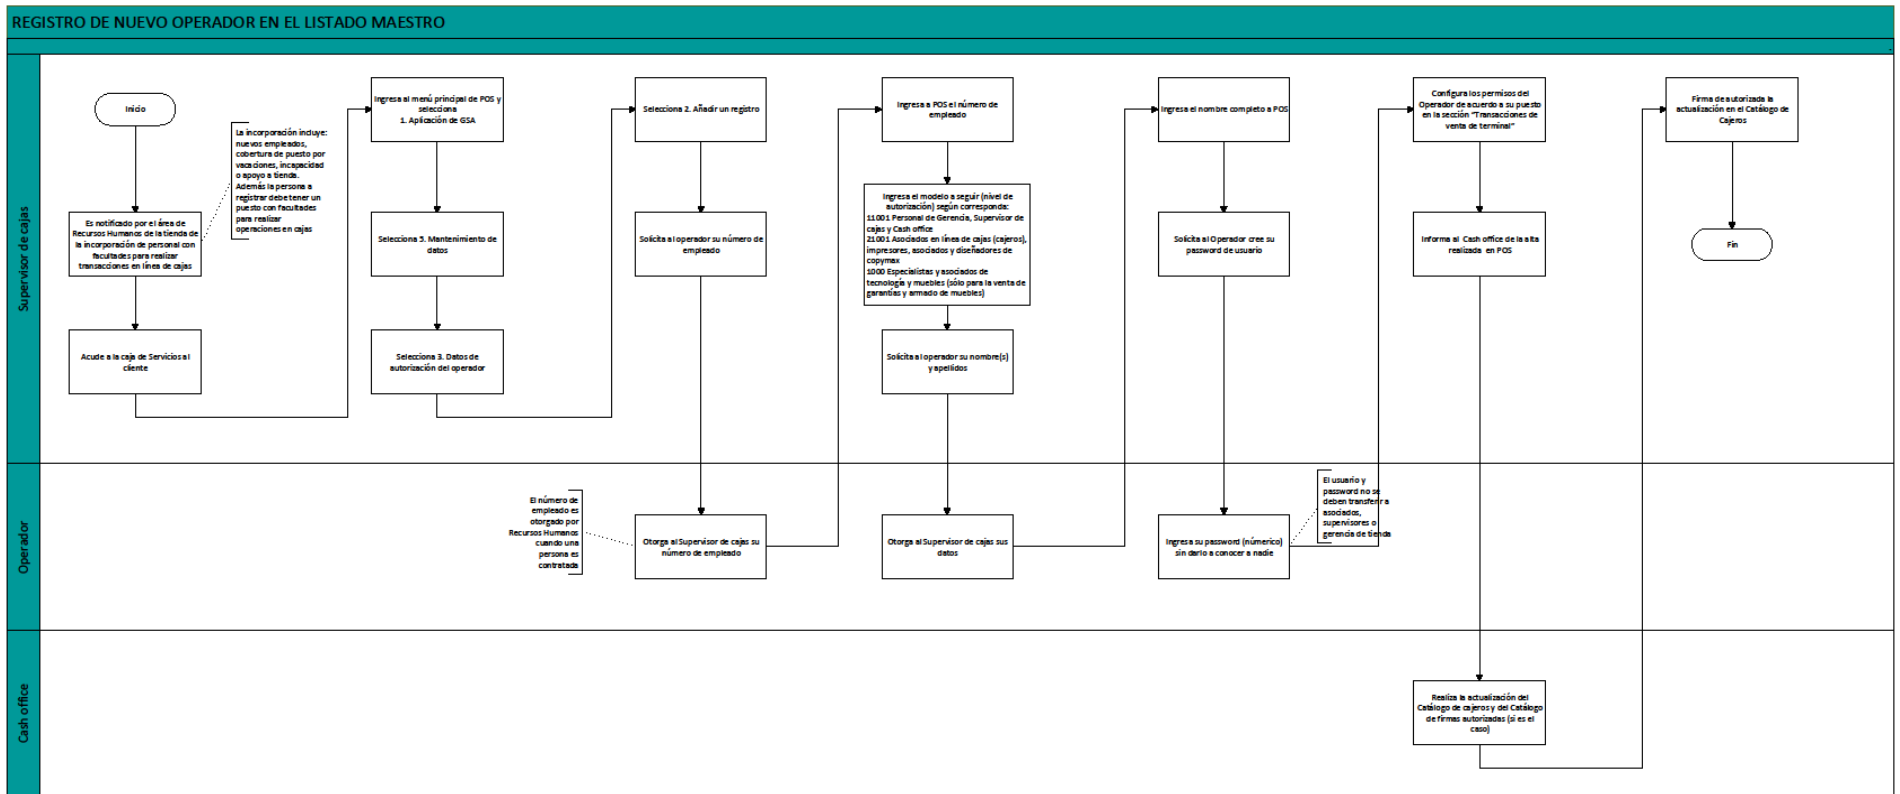 REGISTRO DE NUEVO OPERADOR EN EL LISTADO MAESTRO
Supervisor de cajas
Inicio
La incorporación incluye:
nuevos empleados,
cobertura de puesto por
vacaciones, incapacidad
o apoyo a tienda.
Además la persona a
registrar debe tener un
puesto con facultades
para realizar
operaciones en cajas
Es notificado por el área de
Recursos Humanos de la tienda de
la incorporación de personal con
facultades para realizar
transacciones en línea de cajas
Acude a la caja de Servicios al
cliente
Ingresa al menú principal de POS y
selecciona
1. Aplicación de GSA
Selecciona 5. Mantenimiento de
datos
Selecciona 3. Datos de
autorización del operador
Selecciona 2. Añadir un registro
Solicita al operador su número de
empleado
Ingresa a POS el número de
empleado
Ingresa el modelo a seguir (nivel de
autorización) según corresponda:
11001 Personal de Gerencia, Supervisor de
cajas y Cash office
21001 Asociados en línea de cajas (cajeros),
impresores, asociados y diseñadores de
copymax
1000 Especialistas y asociados de
tecnología y muebles (sólo para la venta de
garantías y armado de muebles)
Solicita al operador su nombre(s)
y apellidos
Ingresa el nombre completo a POS
Solicita al Operador cree su
password de usuario
Configura los permisos del
Operador de acuerdo a su puesto
en la sección "Transacciones de
venta de terminal"
Informa al Cash office de la alta
realizada en POS
Firma de autorizada la
actualización en el Catálogo de
Cajeros
Fin
Operador
El número de
empleado es
otorgado por
Recursos Humanos
cuando una
persona es
contratada
Otorga al Supervisor de cajas su
número de empleado
Otorga al Supervisor de cajas sus
datos
Ingresa su password (númerico)
sin darlo a conocer a nadie
El usuario y
password no se
deben transferir a
asociados,
supervisores o
gerencia de tienda
Cash office
Realiza la actualización del
Catálogo de cajeros y del Catálogo
de firmas autorizadas (si es el
caso)